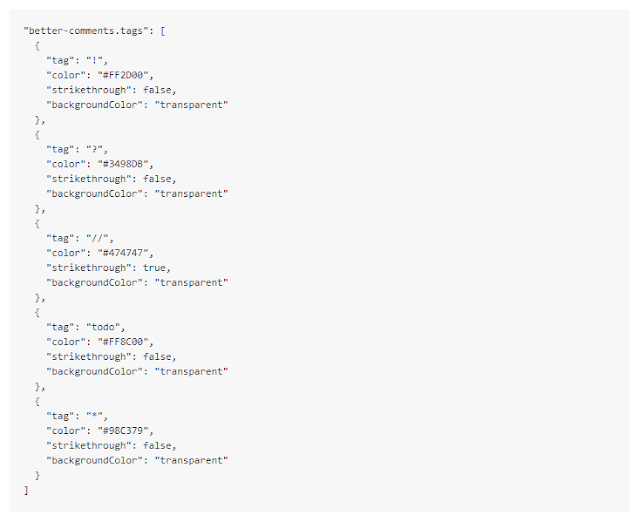 "better-comments.tags": [
  {
    "tag": "!",
    "color": "#FF2D00",
    "strikethrough": false,
    "backgroundColor": "transparent"
  },
  {
    "tag": "?",
    "color": "#3498DB",
    "strikethrough": false,
    "backgroundColor": "transparent"
  },
  {
    "tag": "//",
    "color": "#474747",
    "strikethrough": true,
    "backgroundColor": "transparent"
  },
  {
    "tag": "todo",
    "color": "#FF8C00",
    "strikethrough": false,
    "backgroundColor": "transparent"
  },
  {
    "tag": "*",
    "color": "#98C379",
    "strikethrough": false,
    "backgroundColor": "transparent"
  }
]